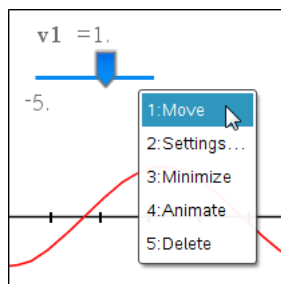 v1 =1.
-5.
1:Move
2:Settings...
3:Minimize
4:Animate
5:Delete